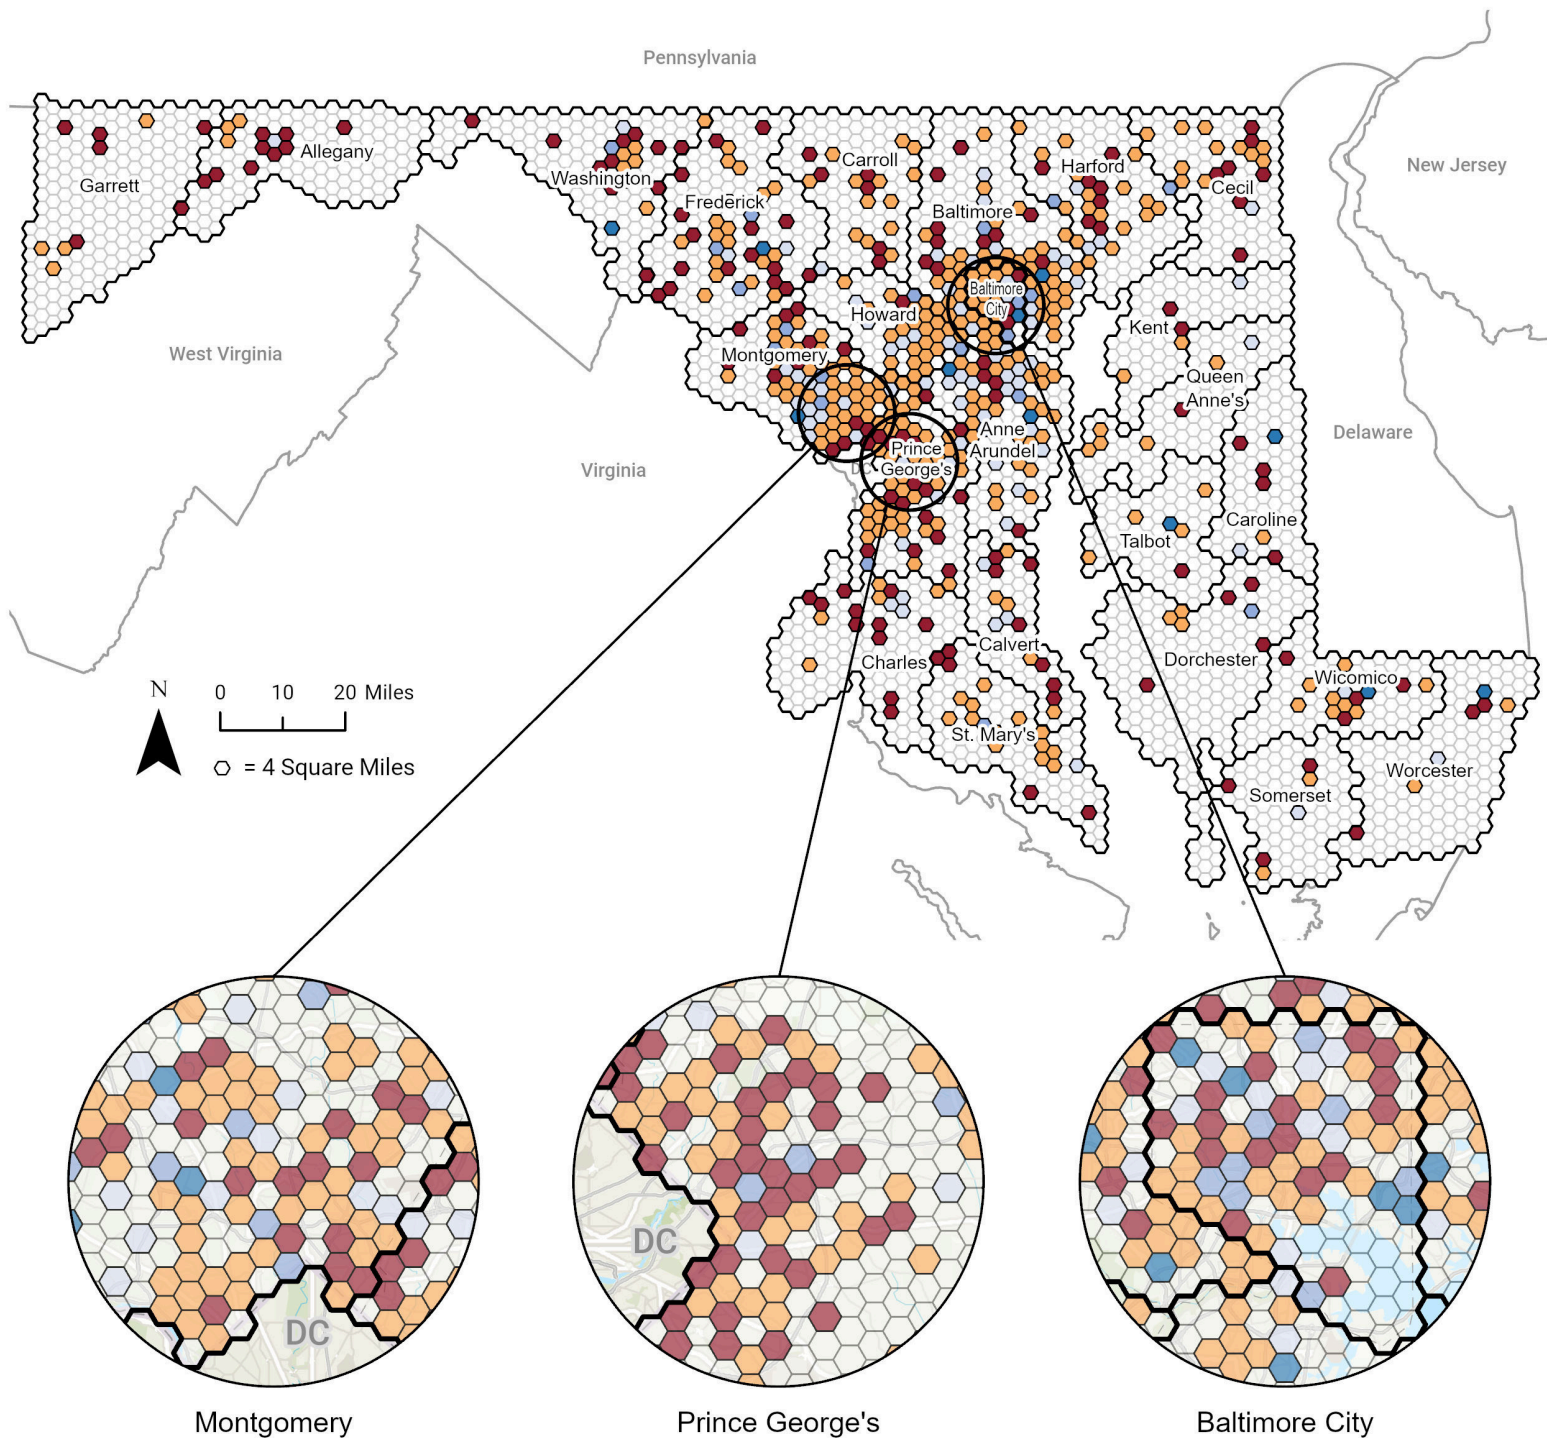 Pennsylvania
New Jersey
Garrett
Allegany
Washington
Frederick
Carroll
Baltimore
Harford
Cecil
West Virginia
Virginia
Montgomery
Howard
Baltimore
City
Kent
Queen
Anne's
Delaware
Prince
George's
Anne
Arundel
DC
Talbot
Caroline
Charles
Calvert
St. Mary's
Dorchester
Wicomico
Somerset
Worcester
N
0 10 20 Miles
= 4 Square Miles
DC
DC
Montgomery
Prince George's
Baltimore City